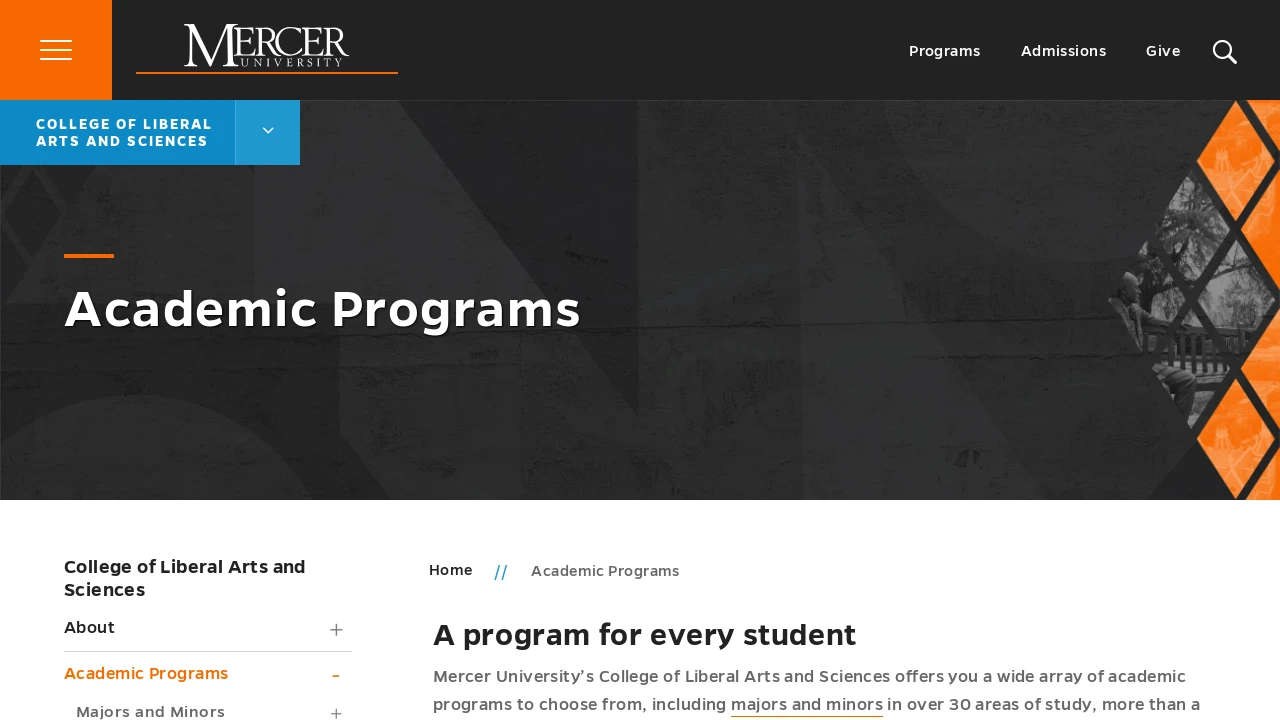 MERCER
UNIVERSITY
Programs
Admissions
Give
COLLEGE OF LIBERAL
ARTS AND SCIENCES
Academic Programs
College of Liberal Arts and
Sciences
About +
Academic Programs -
Majors and Minors +
Home // Academic Programs
A program for every student
Mercer University’s College of Liberal Arts and Sciences offers you a wide array of academic
programs to choose from, including majors and minors in over 30 areas of study, more than a